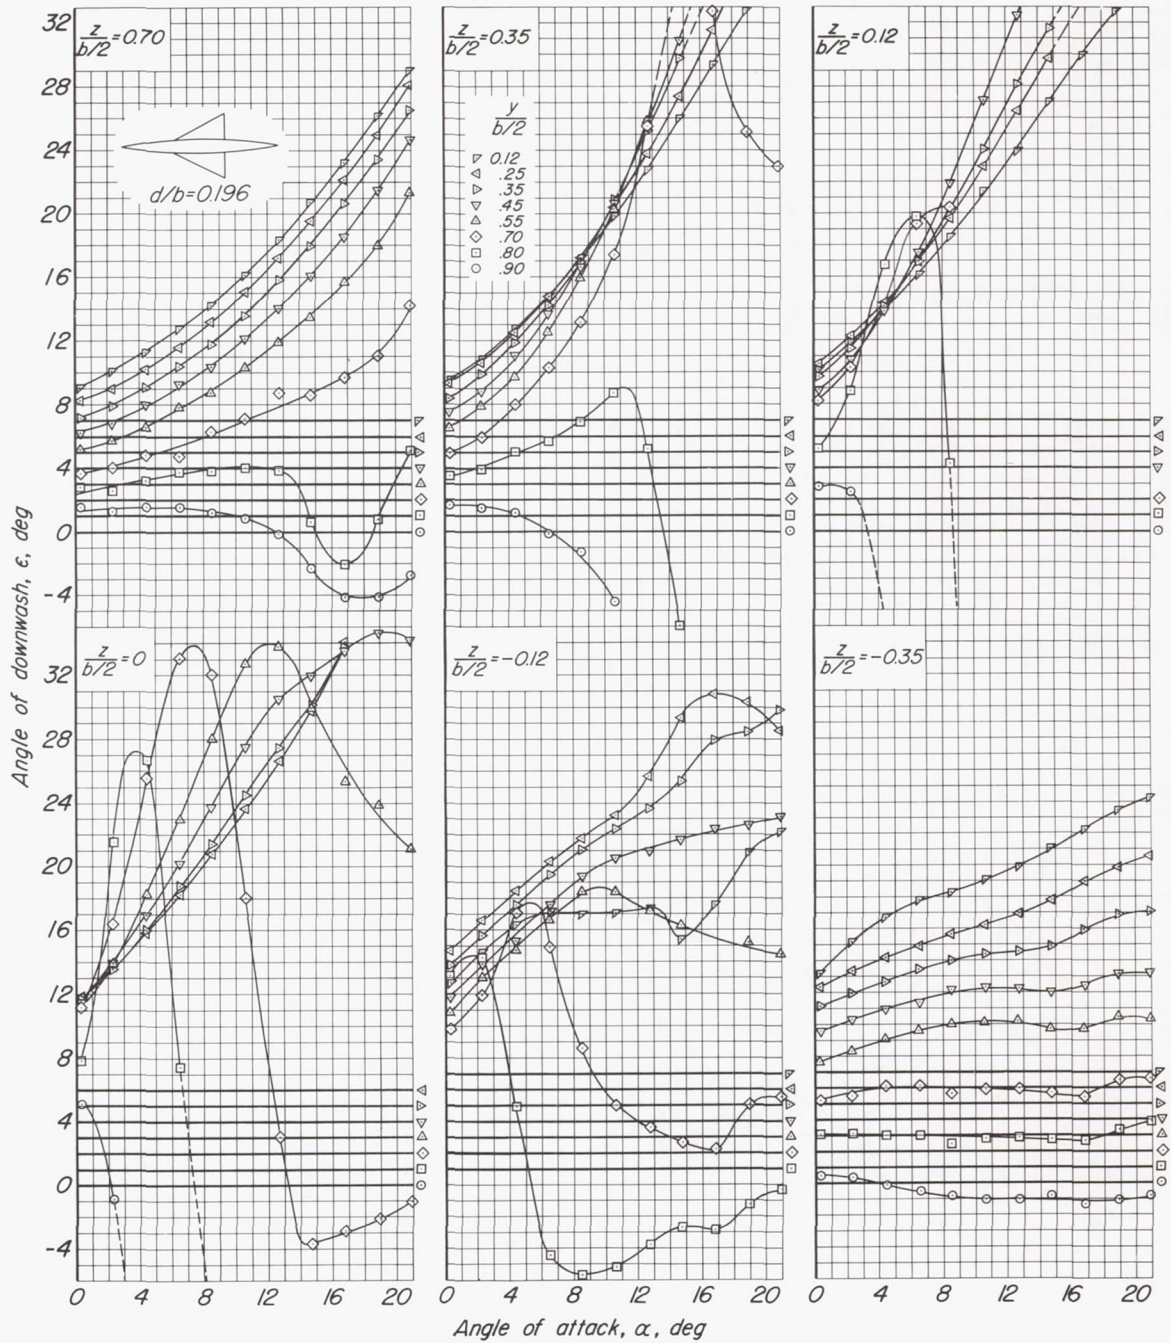 32
28
24
20
16
12
8
4
0
-4
z
b/2 = 0.70
d/b=0.196
z
b/2 = 0.35
y
b/2
0.12
.25
.35
.45
.55
.70
.80
.90
z
b/2 = 0.12
Angle of downwash, ε, deg
32
28
24
20
16
12
8
4
0
-4
z
b/2 = 0
z
b/2 = -0.12
z
b/2 = -0.35
0 4 8 12 16 20
0 4 8 12 16 20
0 4 8 12 16 20
Angle of attack, α, deg